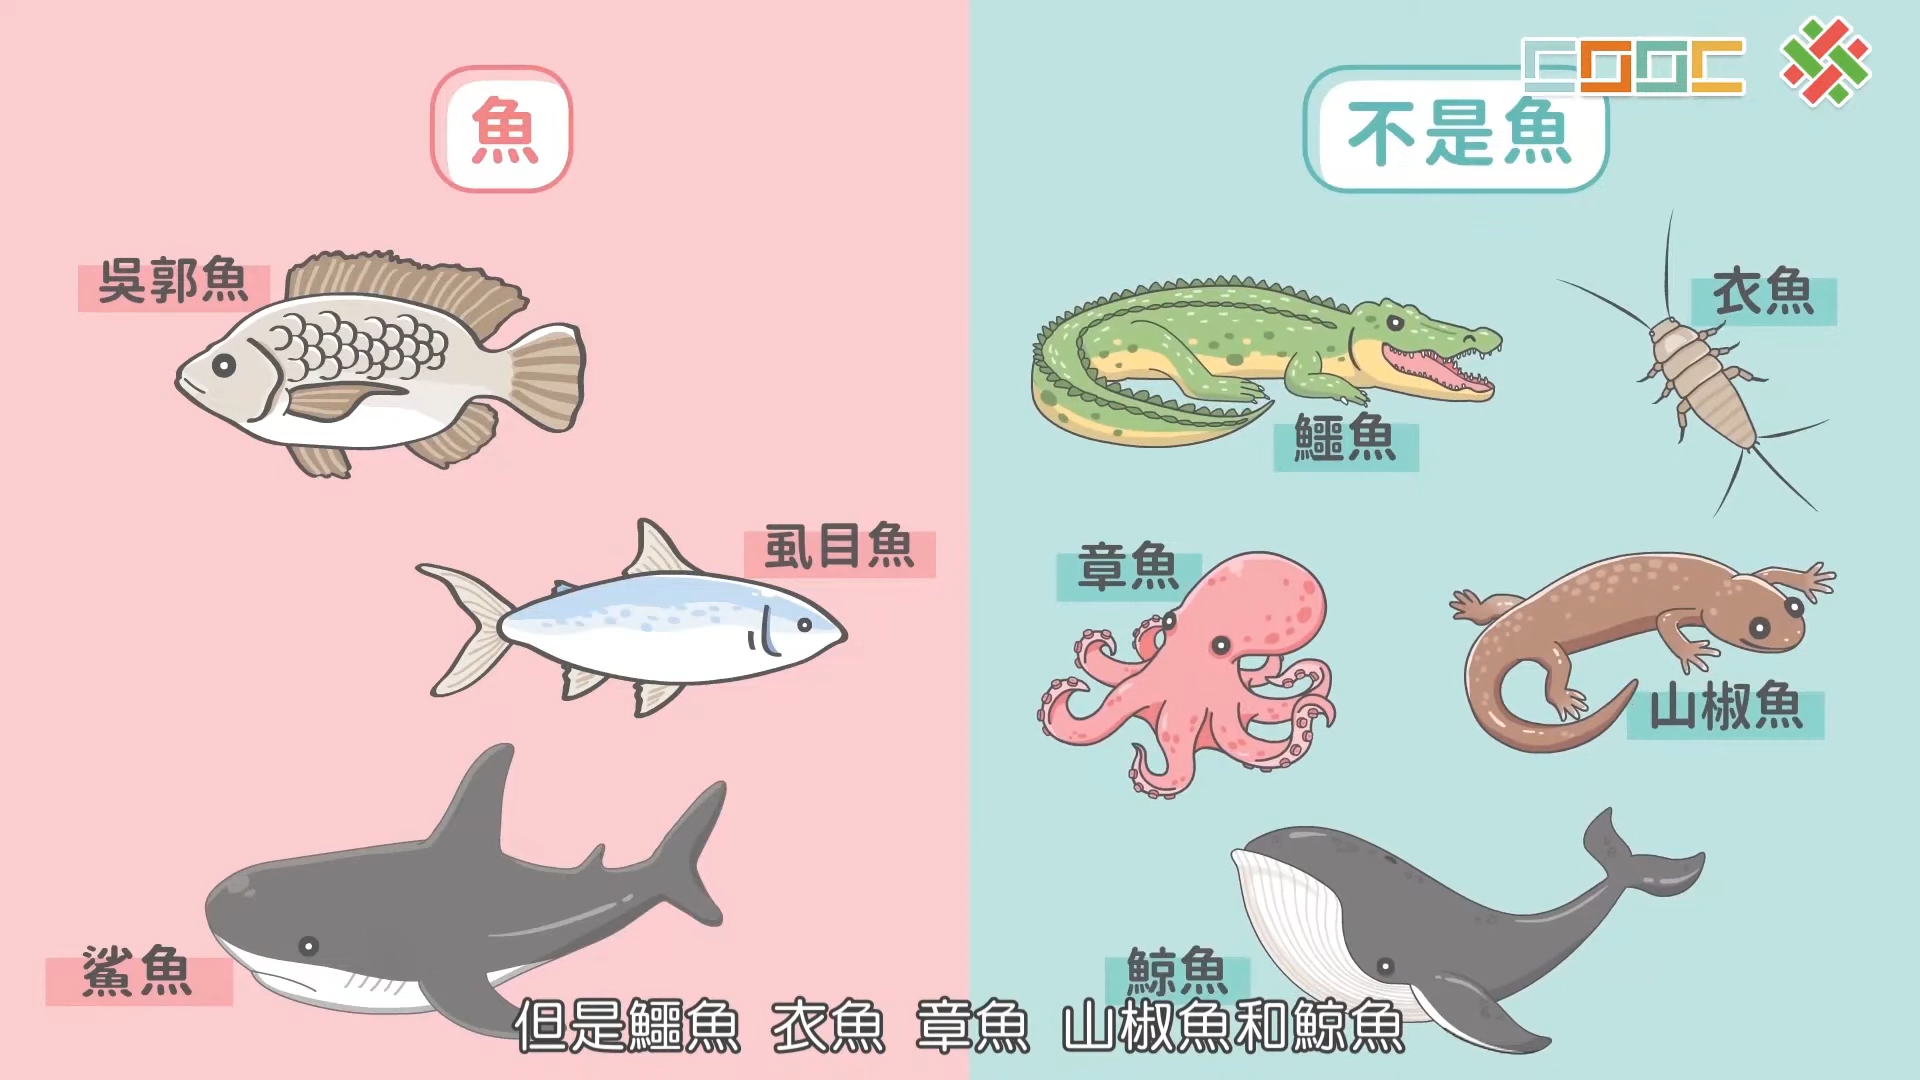 魚
不是魚
COOC
吳郭魚
衣魚
鱷魚
虱目魚
章魚
山椒魚
鯊魚
鯨魚
但是鱷魚 衣魚 章魚 山椒魚和鯨魚